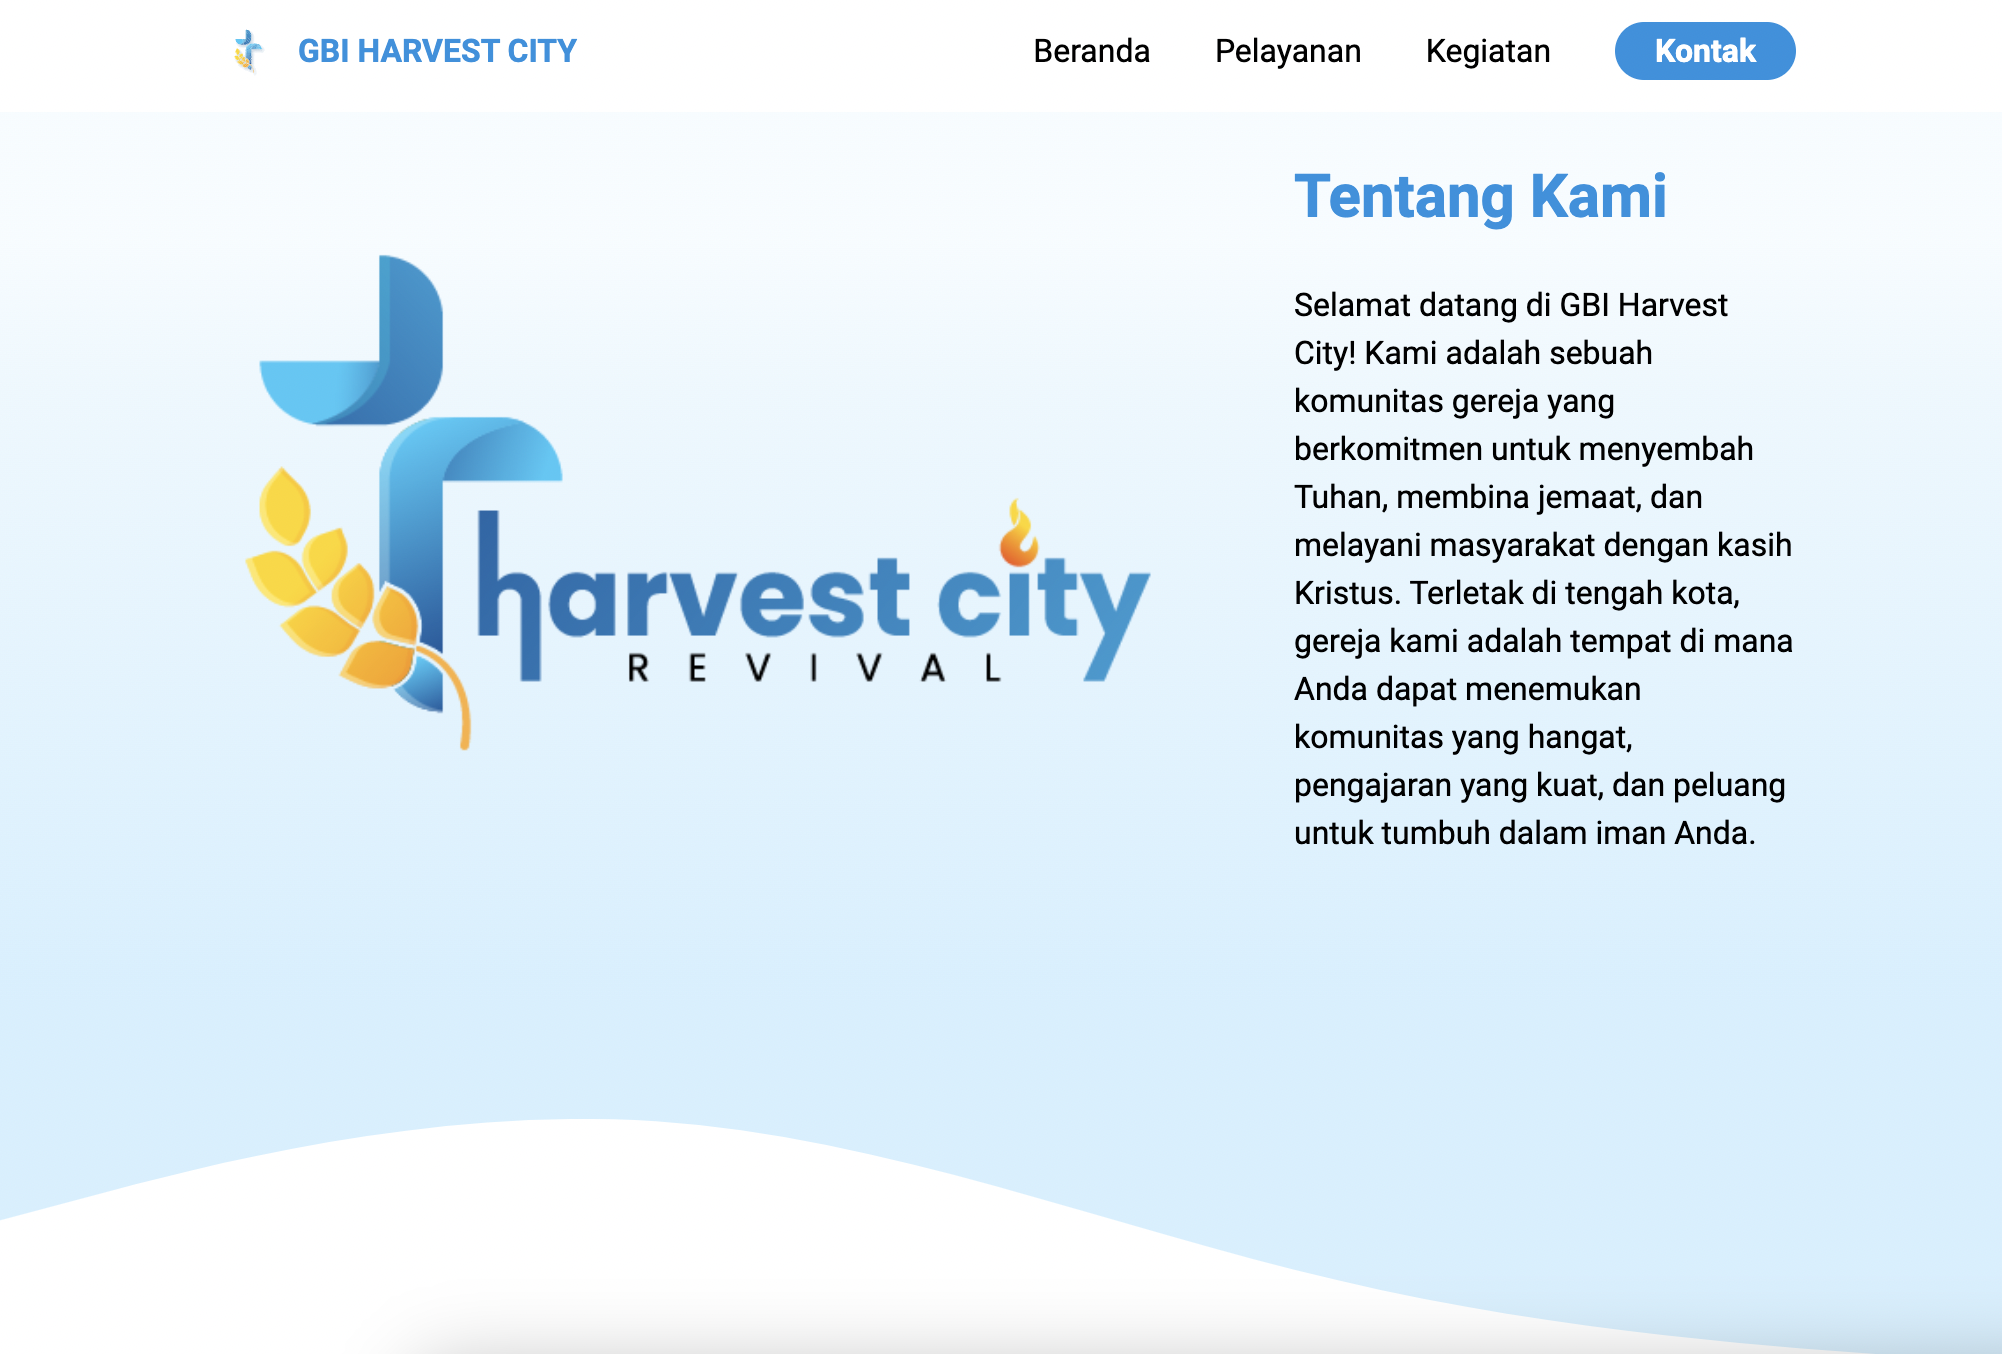 GBI HARVEST CITY
Beranda
Pelayanan
Kegiatan
Kontak
harvest city
REVIVAL
Tentang Kami
Selamat datang di GBI Harvest
City! Kami adalah sebuah
komunitas gereja yang
berkomitmen untuk menyembah
Tuhan, membina jemaat, dan
melayani masyarakat dengan kasih
Kristus. Terletak di tengah kota,
gereja kami adalah tempat di mana
Anda dapat menemukan
komunitas yang hangat,
pengajaran yang kuat, dan peluang
untuk tumbuh dalam iman Anda.